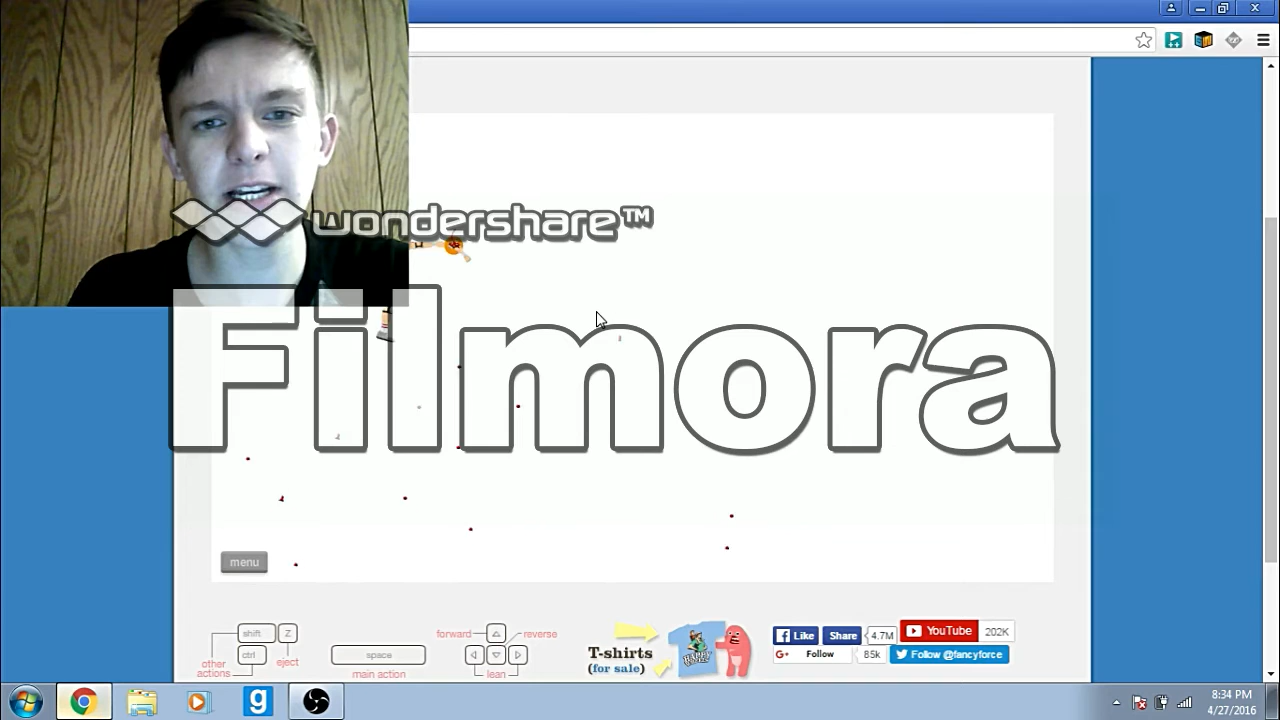 wondershare™
Filmora
menu
shift
Z
ctrl
eject
other
actions
space
main action
forward
reverse
lean
T-shirts
(for sale)
Like
Share
4.7M
YouTube
202K
G+ Follow
85k
Follow @fancyforce
8:34 PM
4/27/2016